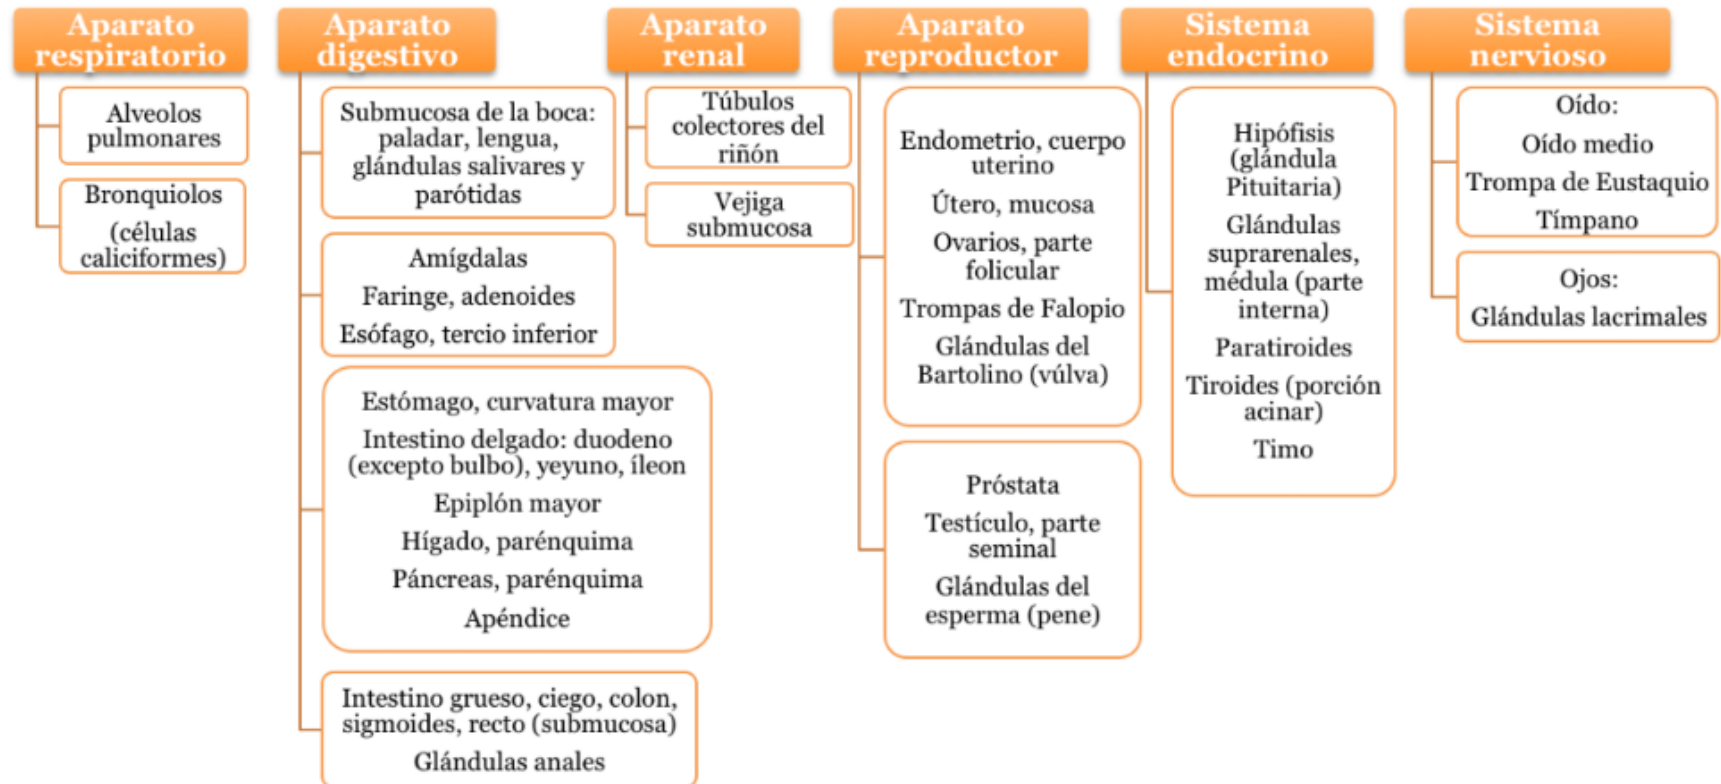 Aparato
respiratorio
Alveolos
pulmonares
Bronquiolos
(células
caliciformes)
Aparato
digestivo
Submucosa de la boca:
paladar, lengua,
glándulas salivares y
parótidas
Amígdalas
Faringe, adenoides
Esófago, tercio inferior
Estómago, curvatura mayor
Intestino delgado: duodeno
(excepto bulbo), yeyuno, íleon
Epiplón mayor
Hígado, parénquima
Páncreas, parénquima
Apéndice
Intestino grueso, ciego, colon,
sigmoides, recto (submucosa)
Glándulas anales
Aparato
renal
Túbulos
colectores del
riñón
Vejiga
submucosa
Aparato
reproductor
Endometrio, cuerpo
uterino
Útero, mucosa
Ovarios, parte
folicular
Trompas de Falopio
Glándulas del
Bartolino (vúlva)
Próstata
Testículo, parte
seminal
Glándulas del
esperma (pene)
Sistema
endocrino
Hipófisis
(glándula
Pituitaria)
Glándulas
suprarenales,
médula (parte
interna)
Paratiroides
Tiroides (porción
acinar)
Timo
Sistema
nervioso
Oído:
Oído medio
Trompa de Eustaquio
Tímpano
Ojos:
Glándulas lacrimales